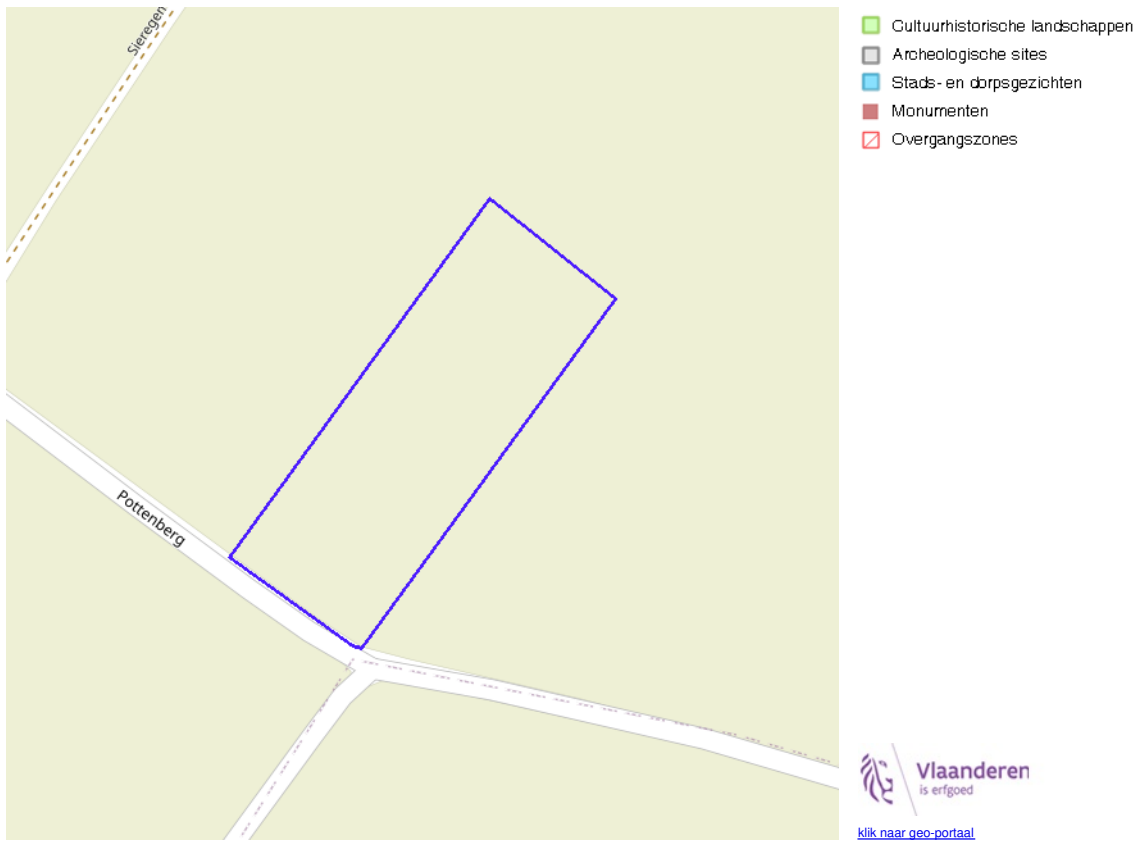 Sieregen
Pottenberg
Cultuurhistorische landschappen
Archeologische sites
Stads- en dorpsgezichten
Monumenten
Overgangszones
Vlaanderen
is erfgoed
klik naar geo-portaal